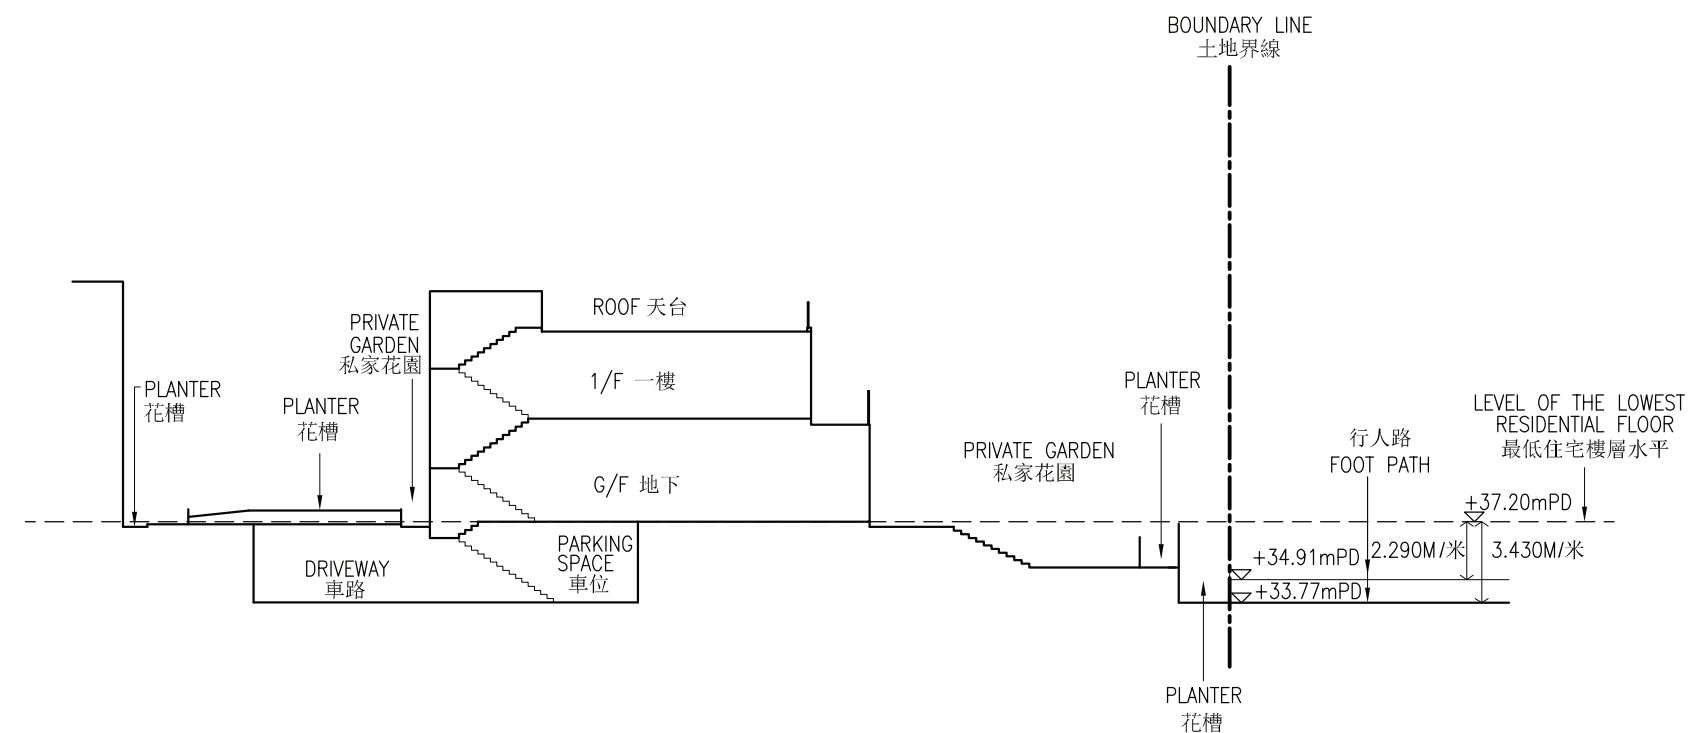 BOUNDARY LINE
土地界線
ROOF 天台
PRIVATE
GARDEN
私家花園
PLANTER
花槽
PLANTER
花槽
1/F 一樓
PLANTER
花槽
G/F 地下
PRIVATE GARDEN
私家花園
行人路
FOOT PATH
LEVEL OF THE LOWEST
RESIDENTIAL FLOOR
最低住宅樓層水平
+37.20mPD
DRIVEWAY
車路
PARKING
SPACE
車位
+34.91mPD
2.290M/米
3.430M/米
+33.77mPD
PLANTER
花槽